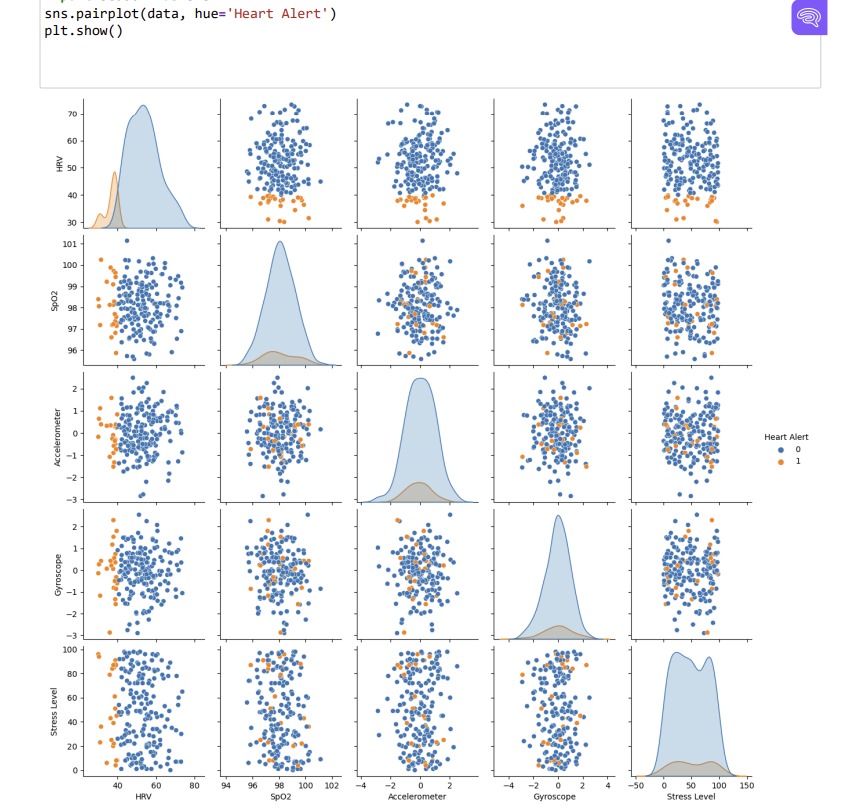 sns.pairplot(data, hue='Heart Alert')
plt.show()
70
60
50
40
30
HRV
101
100
99
98
97
96
SpO2
2
1
0
−1
−2
−3
Accelerometer
Heart Alert
0
1
2
1
0
−1
−2
−3
Gyroscope
100
80
60
40
20
0
Stress Level
40 60
94 96 98 100 102
−4 −2 0 2
−4 −2 0 2 4
−50 0 50 100 150
HRV
SpO2
Accelerometer
Gyroscope
Stress Level